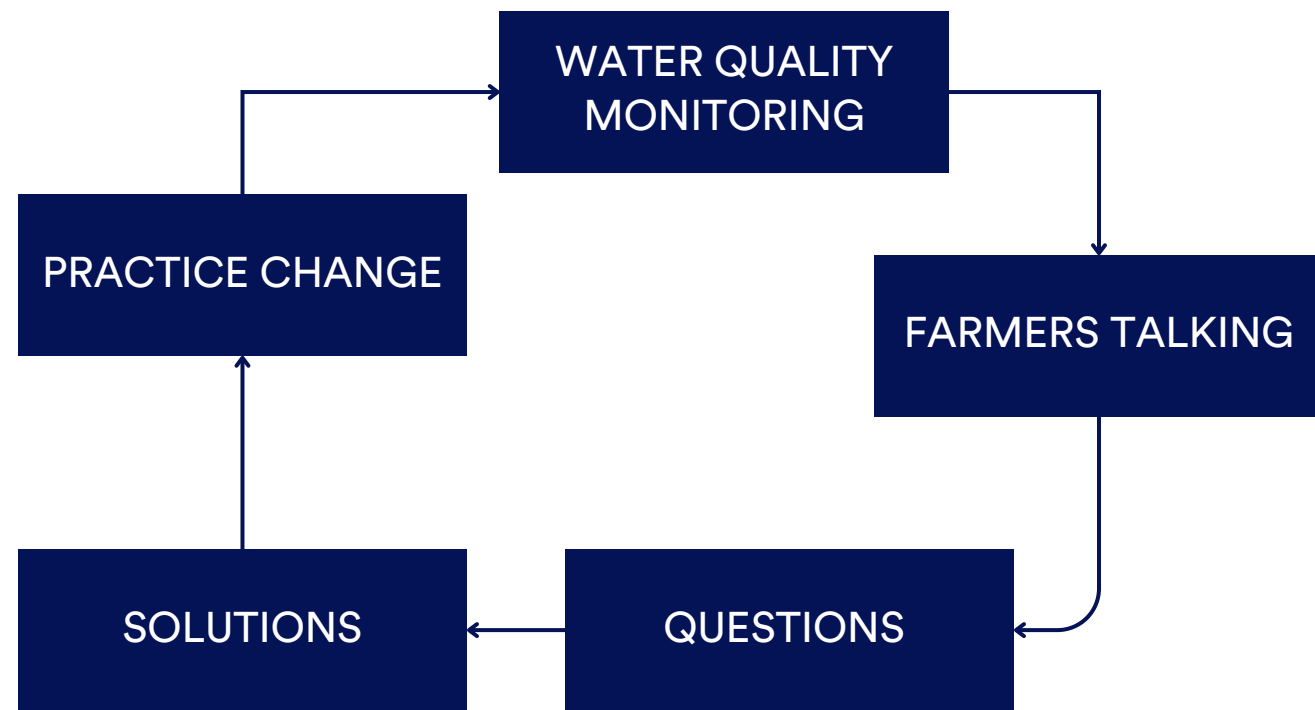 WATER QUALITY
MONITORING
PRACTICE CHANGE
FARMERS TALKING
SOLUTIONS
QUESTIONS